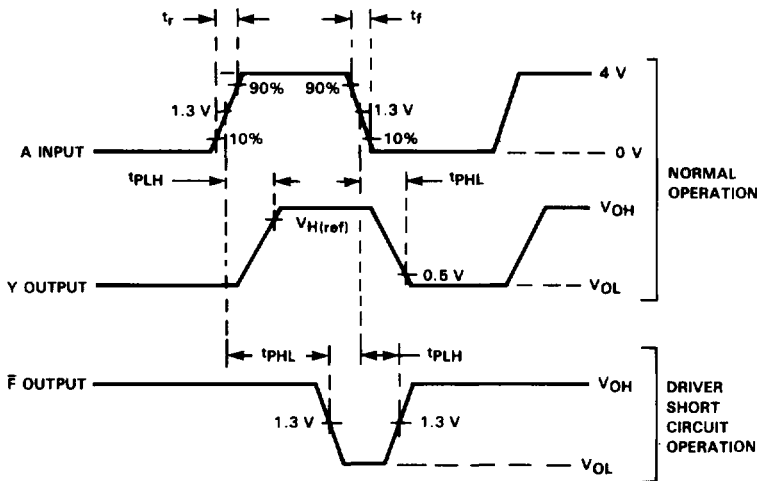 tr tf
90% 90% 4 V
1.3 V 1.3 V
10% 10%
A INPUT 0 V
NORMAL
OPERATION
tPLH tPHL
VH(ref) VOH
0.5 V
Y OUTPUT VOL
tPHL tPLH
F̅ OUTPUT VOH
1.3 V 1.3 V
VOL
DRIVER
SHORT
CIRCUIT
OPERATION